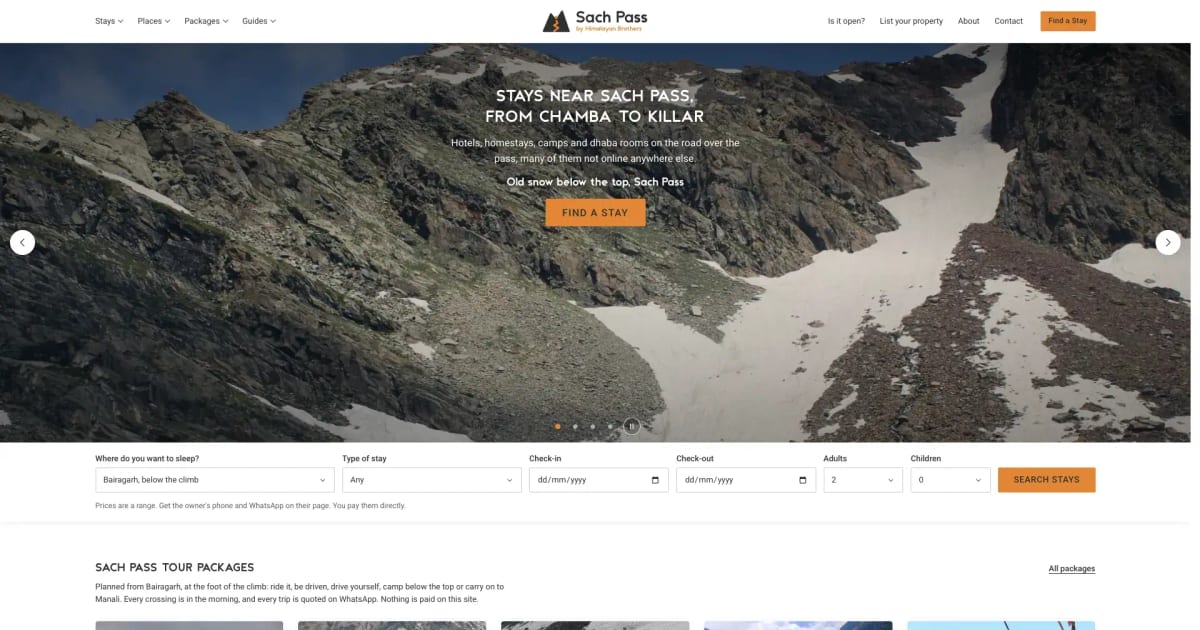 Stays
Places
Packages
Guides
Sach Pass
by Himalayan Brothers
Is it open?
List your property
About
Contact
Find a Stay
STAYS NEAR SACH PASS,
FROM CHAMBA TO KILLAR
Hotels, homestays, camps and dhaba rooms on the road over the
pass, many of them not online anywhere else.
Old snow below the top, Sach Pass
FIND A STAY
Where do you want to sleep?
Type of stay
Check-in
Check-out
Adults
Children
Bairagarh, below the climb
Any
dd/mm/yyyy
dd/mm/yyyy
2
0
SEARCH STAYS
Prices are a range. Get the owner's phone and WhatsApp on their page. You pay them directly.
SACH PASS TOUR PACKAGES
All packages
Planned from Bairagarh, at the foot of the climb: ride it, be driven, drive yourself, camp below the top or carry on to
Manali. Every crossing is in the morning, and every trip is quoted on WhatsApp. Nothing is paid on this site.